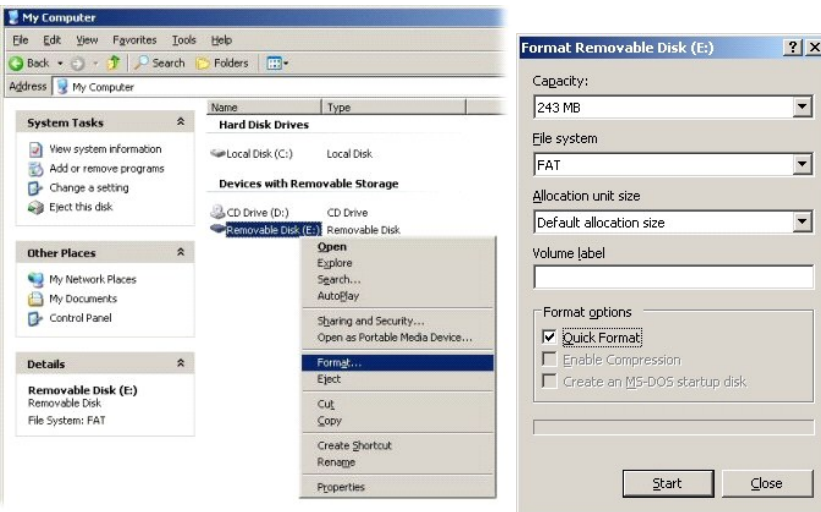 My Computer
File Edit View Favorites Tools Help
Back Search Folders
Address My Computer
System Tasks
View system information
Add or remove programs
Change a setting
Eject this disk
Other Places
My Network Places
My Documents
Control Panel
Details
Removable Disk (E:)
Removable Disk
File System: FAT
Name Type
Hard Disk Drives
Local Disk (C:) Local Disk
Devices with Removable Storage
CD Drive (D:) CD Drive
Removable Disk (E:) Removable Disk
Open
Explore
Search...
AutoPlay
Sharing and Security...
Open as Portable Media Device...
Format...
Eject
Cut
Copy
Create Shortcut
Rename
Properties
Format Removable Disk (E:)
Capacity:
243 MB
File system
FAT
Allocation unit size
Default allocation size
Volume label
Format options
Quick Format
Enable Compression
Create an MS-DOS startup disk
Start Close